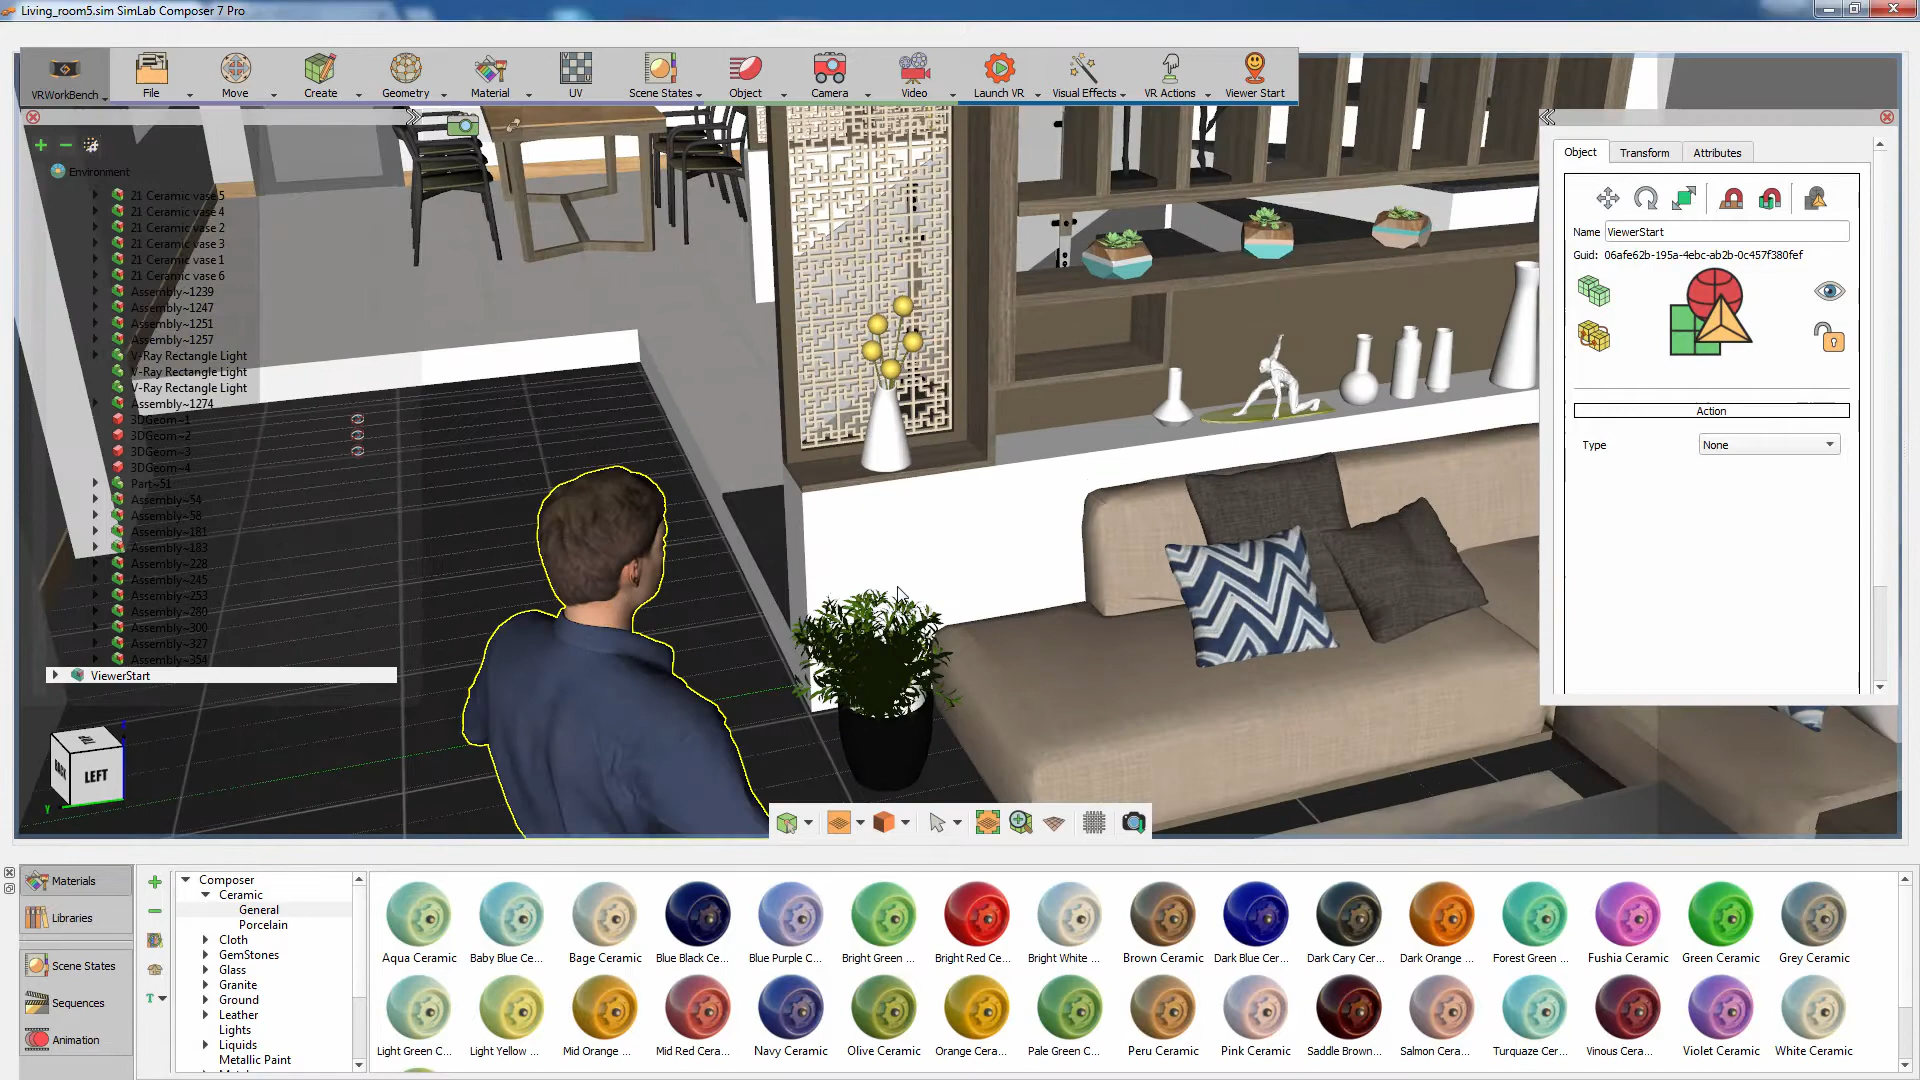 Living_room5.sim SimLab Composer 7 Pro
VRWorkBench
File
Move
Create
Geometry
Material
UV
Scene States
Object
Camera
Video
Launch VR
Visual Effects
VR Actions
Viewer Start
Environment
21 Ceramic vase 5
21 Ceramic vase 4
21 Ceramic vase 2
21 Ceramic vase 3
21 Ceramic vase 1
21 Ceramic vase 6
Assembly~1239
Assembly~1247
Assembly~1251
Assembly~1257
V-Ray Rectangle Light
V-Ray Rectangle Light
V-Ray Rectangle Light
Assembly~1274
3DGeom~1
3DGeom~2
3DGeom~3
3DGeom~4
Part~51
Assembly~54
Assembly~58
Assembly~181
Assembly~183
Assembly~228
Assembly~245
Assembly~253
Assembly~280
Assembly~300
Assembly~327
Assembly~354
ViewerStart
TOP
BACK
LEFT
Y
Object
Transform
Attributes
Name ViewerStart
Guid: 06afe62b-195a-4ebc-ab2b-0c457f380fef
Action
Type None
Materials
Libraries
Scene States
Sequences
Animation
T
Composer
Ceramic
General
Porcelain
Cloth
GemStones
Glass
Granite
Ground
Leather
Lights
Liquids
Metallic Paint
Aqua Ceramic
Baby Blue Ce...
Bage Ceramic
Blue Black Ce...
Blue Purple C...
Bright Green ...
Bright Red Ce...
Bright White ...
Brown Ceramic
Dark Blue Cer...
Dark Cary Cer...
Dark Orange ...
Forest Green ...
Fushia Ceramic
Green Ceramic
Grey Ceramic
Light Green C...
Light Yellow ...
Mid Orange ...
Mid Red Cera...
Navy Ceramic
Olive Ceramic
Orange Cera...
Pale Green C...
Peru Ceramic
Pink Ceramic
Saddle Brown...
Salmon Cera...
Turquaze Cer...
Vinous Cera...
Violet Ceramic
White Ceramic